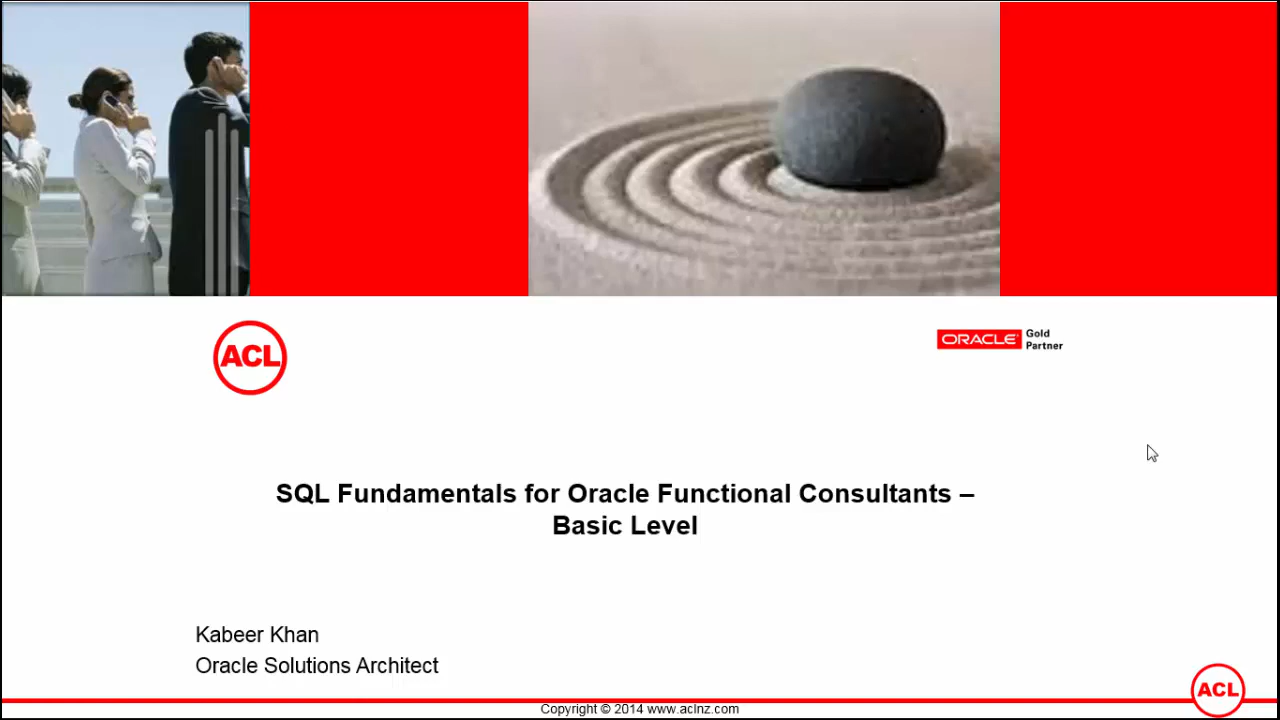 ACL
ORACLE Gold
Partner
SQL Fundamentals for Oracle Functional Consultants –
Basic Level
Kabeer Khan
Oracle Solutions Architect
ACL
Copyright © 2014 www.aclnz.com